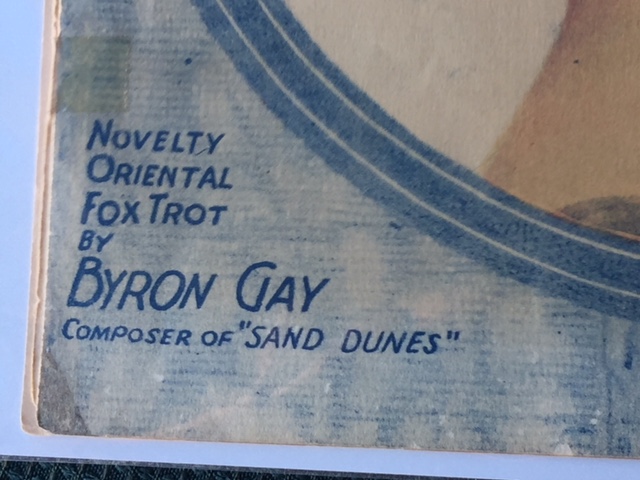 NOVELTY
ORIENTAL
FOX TROT
BY
BYRON GAY
COMPOSER OF "SAND DUNES"